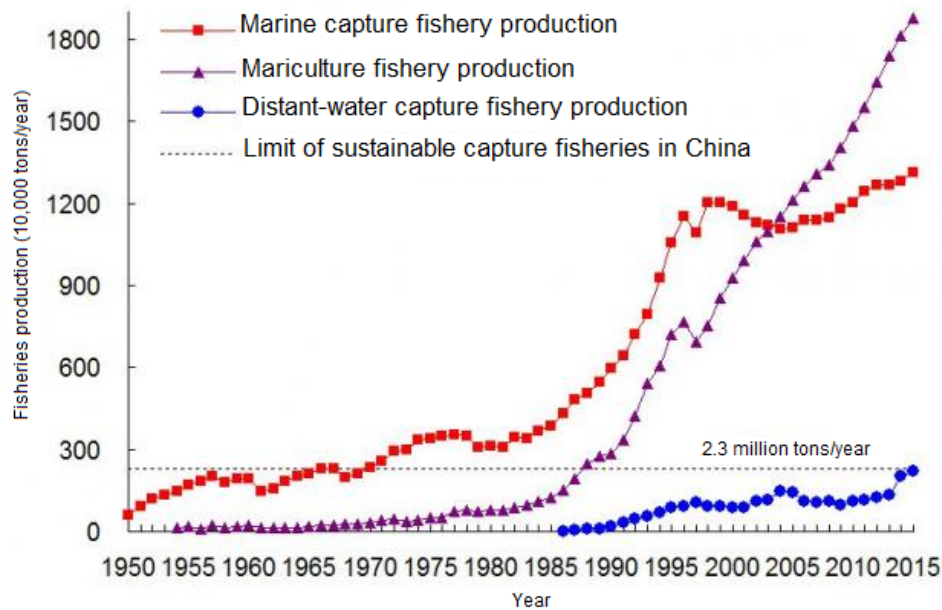 Marine capture fishery production
Mariculture fishery production
Distant-water capture fishery production
Limit of sustainable capture fisheries in China
Fisheries production (10,000 tons/year)
1800
1500
1200
900
600
300
0
2.3 million tons/year
1950 1955 1960 1965 1970 1975 1980 1985 1990 1995 2000 2005 2010 2015
Year